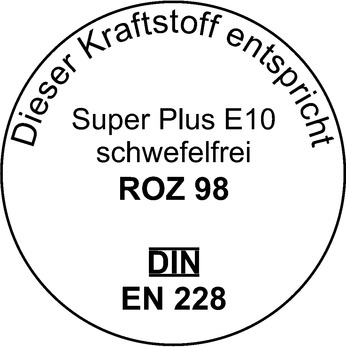 Dieser Kraftstoff entspricht
Super Plus E10
schwefelfrei
ROZ 98
DIN
EN 228